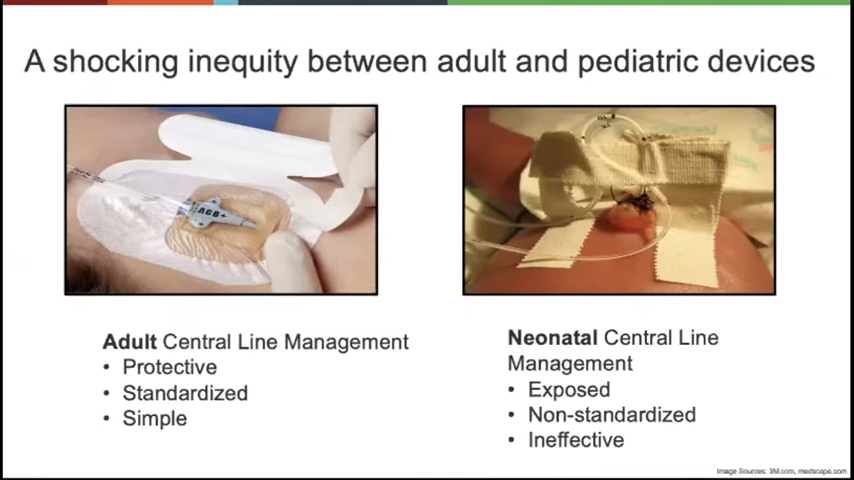 A shocking inequity between adult and pediatric devices
AGB+
Adult Central Line Management
• Protective
• Standardized
• Simple
Neonatal Central Line
Management
• Exposed
• Non-standardized
• Ineffective
Image Sources: 3M.com, medscape.com